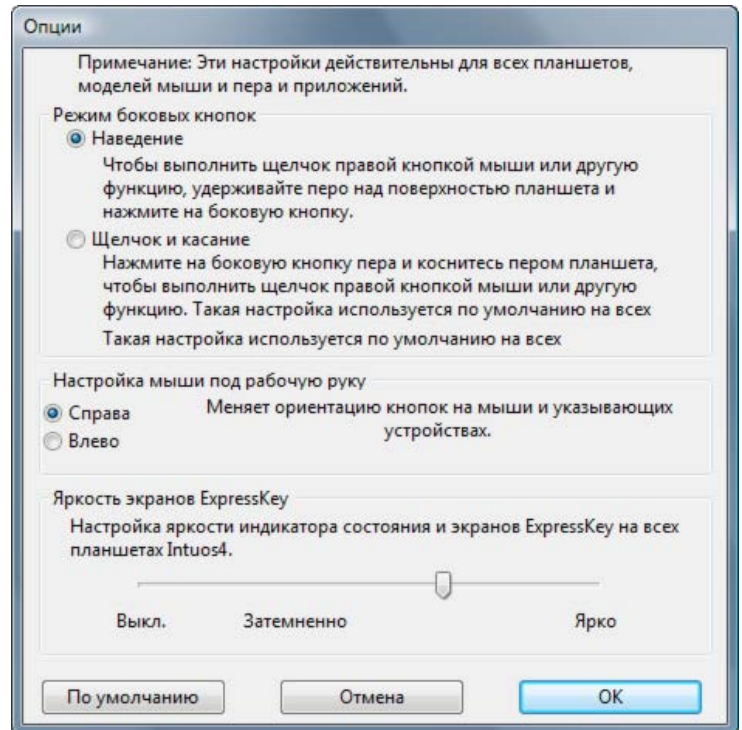 Опции
Примечание: Эти настройки действительны для всех планшетов,
моделей мыши и пера и приложений.
Режим боковых кнопок
Наведение
Чтобы выполнить щелчок правой кнопкой мыши или другую
функцию, удерживайте перо над поверхностью планшета и
нажмите на боковую кнопку.
Щелчок и касание
Нажмите на боковую кнопку пера и коснитесь пером планшета,
чтобы выполнить щелчок правой кнопкой мыши или другую
функцию. Такая настройка используется по умолчанию на всех
Такая настройка используется по умолчанию на всех
Настройка мыши под рабочую руку
Справа
Влево
Меняет ориентацию кнопок на мыши и указывающих
устройствах.
Яркость экранов ExpressKey
Настройка яркости индикатора состояния и экранов ExpressKey на всех
планшетах Intuos4.
Выкл. Затемненно Ярко
По умолчанию Отмена OK